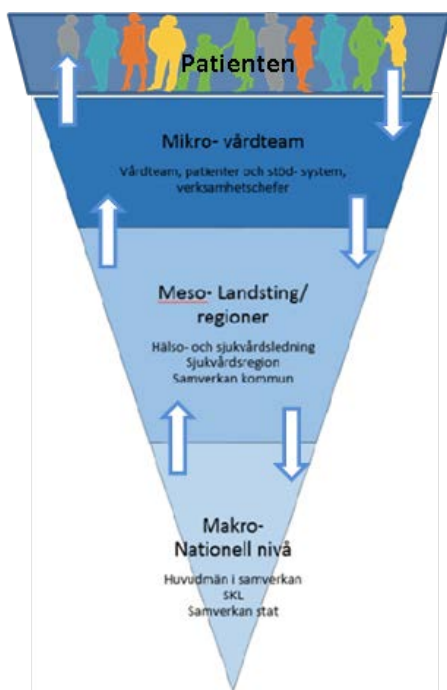 Patienten
Mikro- vårdteam
Vårdteam, patienter och stöd- system,
verksamhetschefer
Meso- Landsting/
regioner
Hälso- och sjukvårdsledning
Sjukvårdsregion
Samverkan kommun
Makro-
Nationell nivå
Huvudmän i samverkan
SKL
Samverkan stat